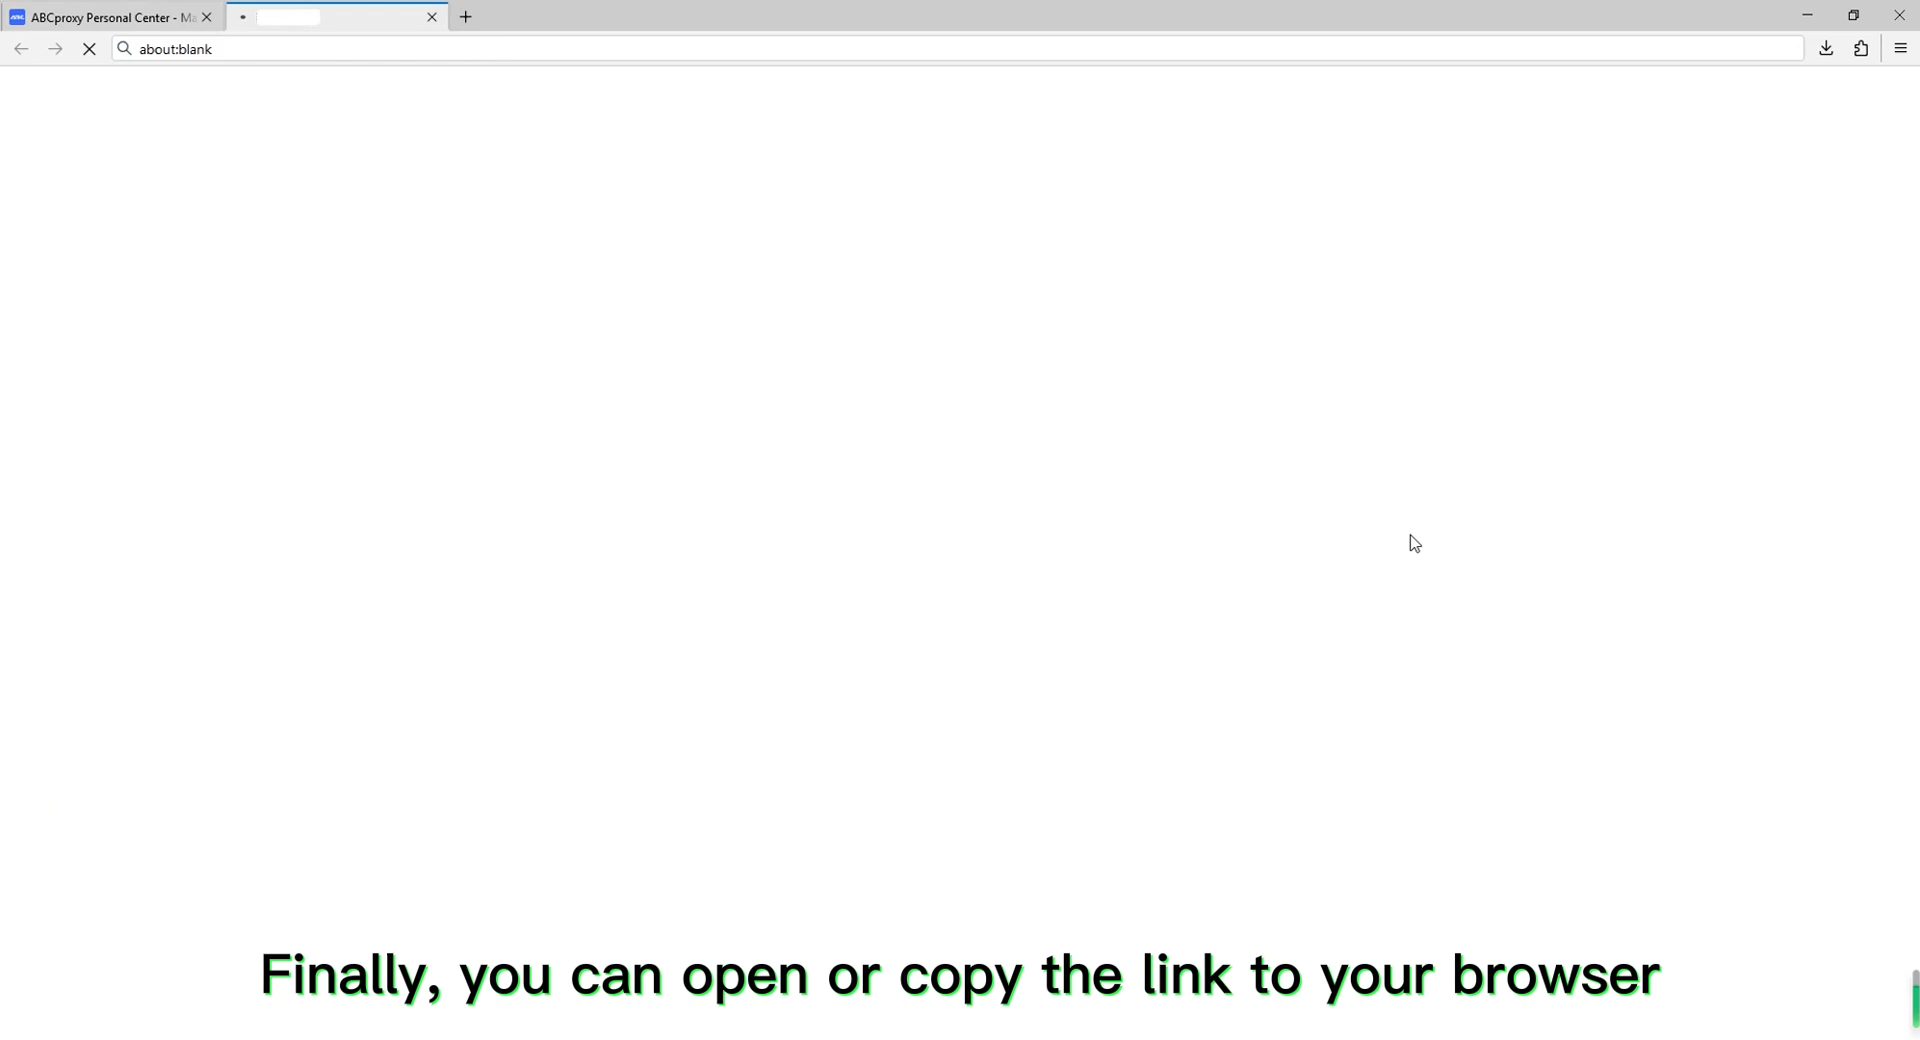 ABCproxy Personal Center - Ma
about:blank
Finally, you can open or copy the link to your browser